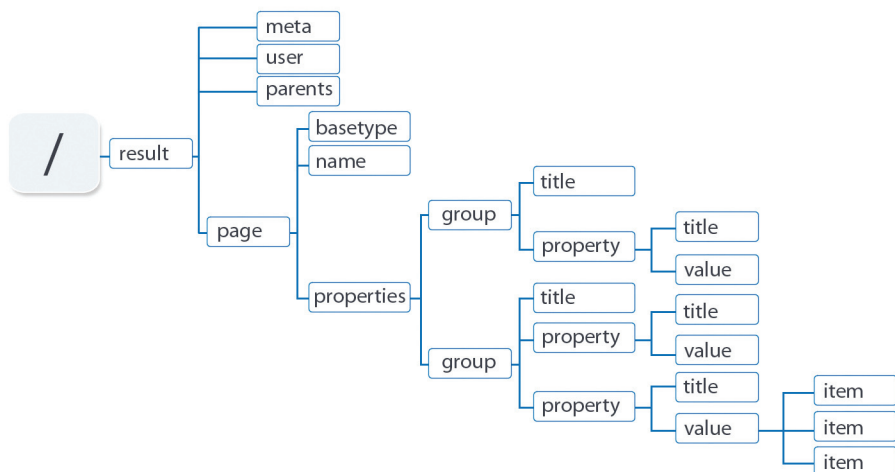 meta
user
parents
/
result
basetype
name
page
properties
group
title
property
title
value
group
title
property
title
value
property
title
value
item
item
item